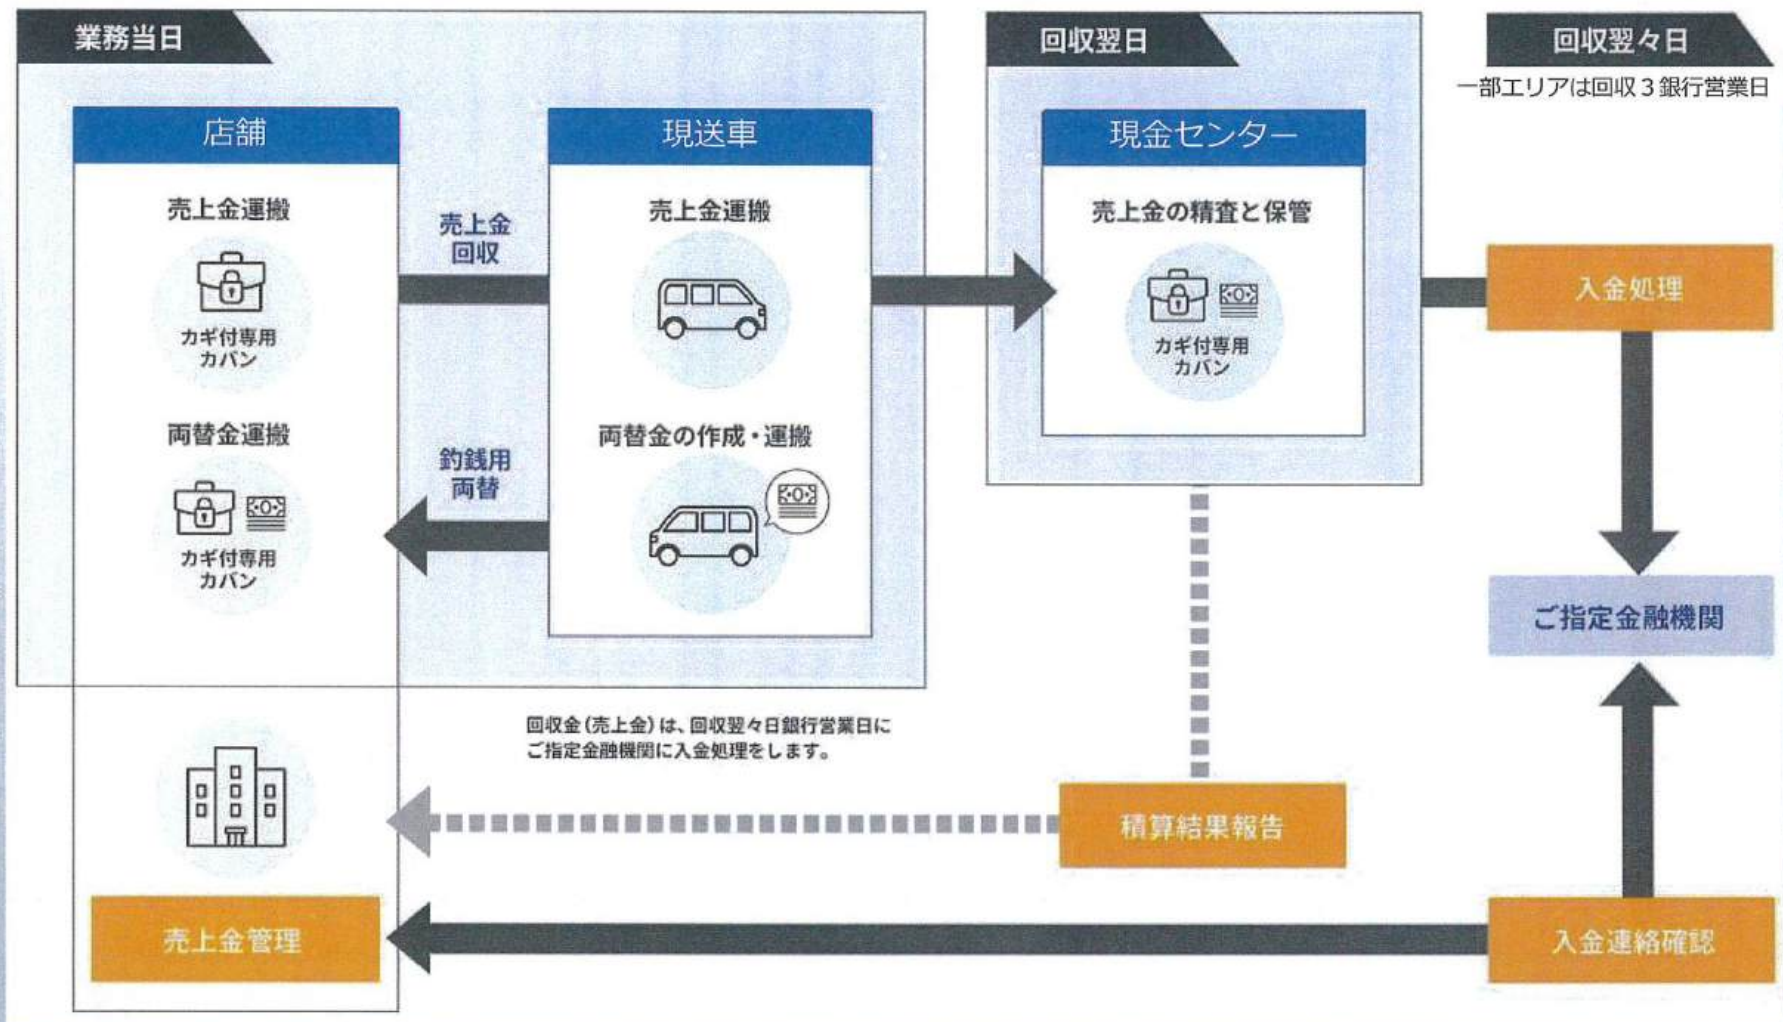 業務当日
店舗
売上金運搬
カギ付専用
カバン
両替金運搬
カギ付専用
カバン
売上金
回収
釣銭用
両替
現送車
売上金運搬
両替金の作成・運搬
回収翌日
現金センター
売上金の精査と保管
カギ付専用
カバン
回収翌々日
一部エリアは回収3銀行営業日
入金処理
ご指定金融機関
回収金(売上金)は、回収翌々日銀行営業日に
ご指定金融機関に入金処理をします。
積算結果報告
売上金管理
入金連絡確認